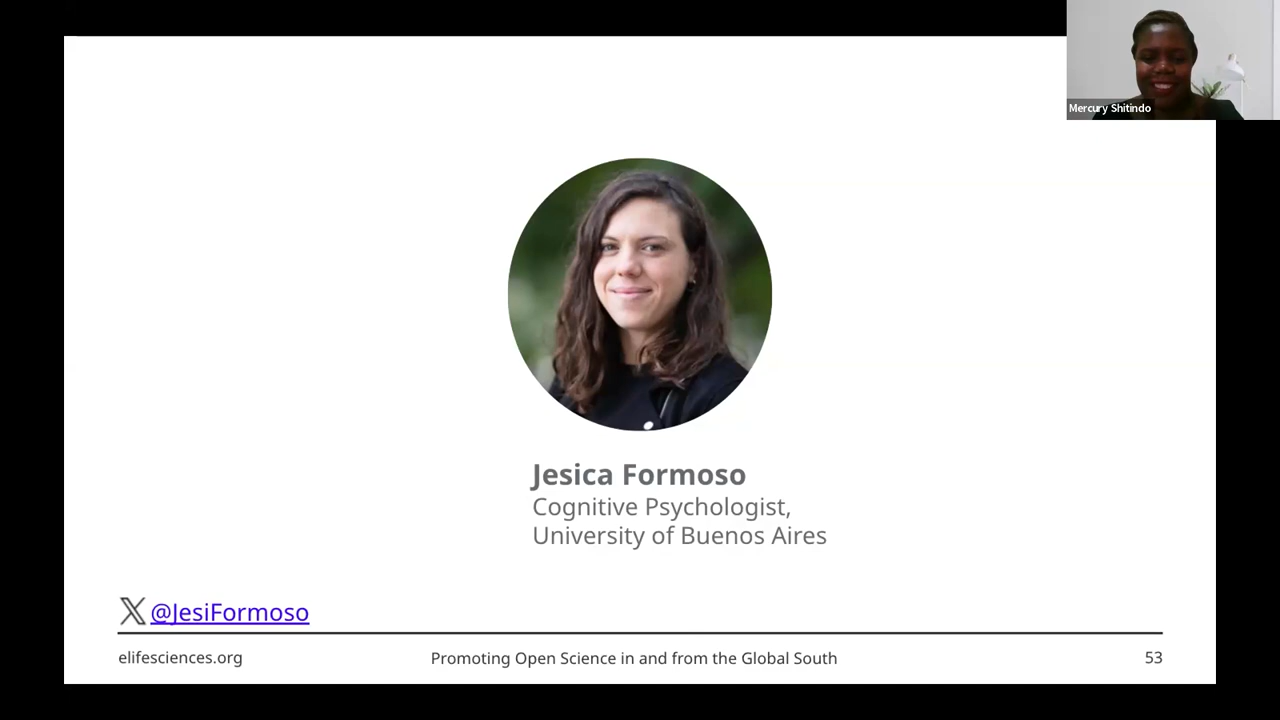 Mercury Shitindo
Jesica Formoso
Cognitive Psychologist,
University of Buenos Aires
@JesiFormoso
elifesciences.org
Promoting Open Science in and from the Global South
53